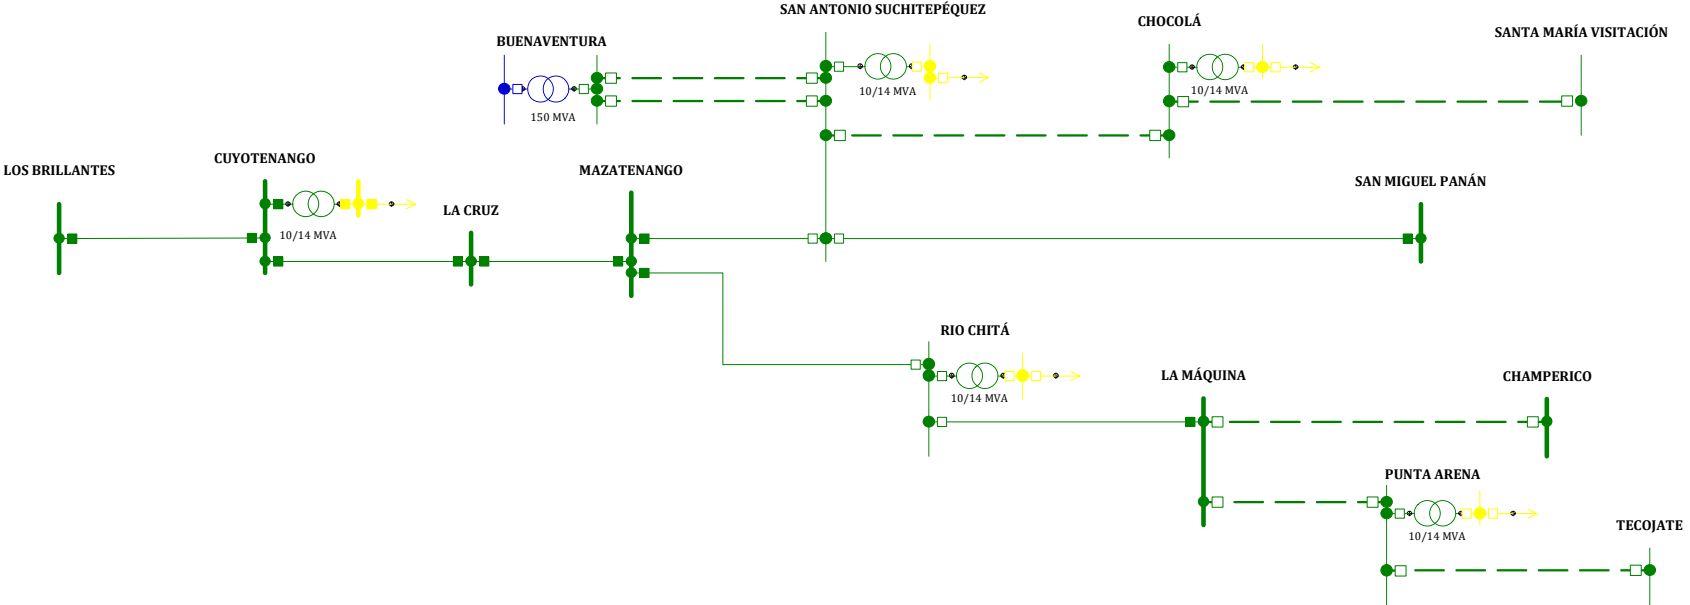 SAN ANTONIO SUCHITEPÉQUEZ
CHOCOLÁ
SANTA MARÍA VISITACIÓN
BUENAVENTURA
10/14 MVA
10/14 MVA
150 MVA
CUYOTENANGO
LOS BRILLANTES
MAZATENANGO
SAN MIGUEL PANÁN
LA CRUZ
10/14 MVA
RIO CHITÁ
LA MÁQUINA
CHAMPERICO
10/14 MVA
PUNTA ARENA
TECOJATE
10/14 MVA